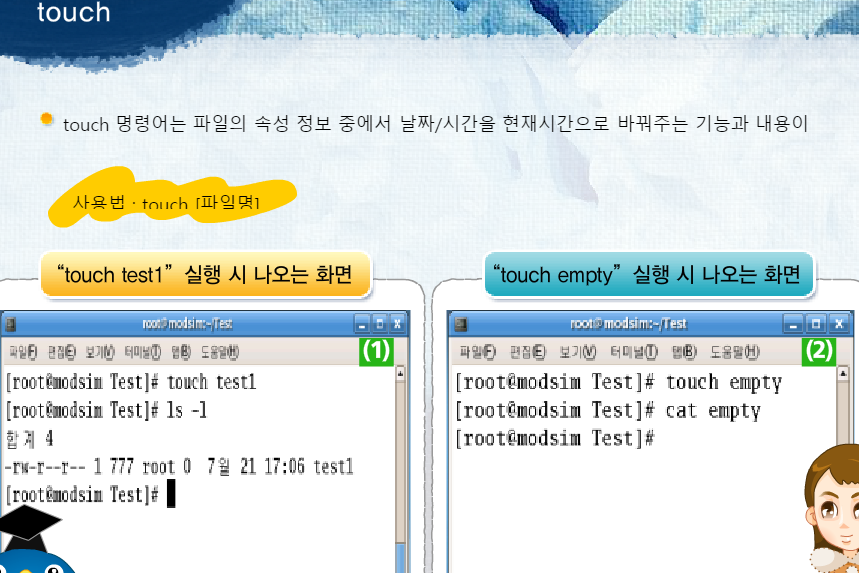 touch
touch 명령어는 파일의 속성 정보 중에서 날짜/시간을 현재시간으로 바꿔주는 기능과 내용이
사용법 : touch [파일명]
“touch test1” 실행 시 나오는 화면
root@modsim:~/Test
파일(F) 편집(E) 보기(V) 터미널(T) 탭(B) 도움말(H)
(1)
[root@modsim Test]# touch test1
[root@modsim Test]# ls -l
합계 4
-rw-r--r-- 1 777 root 0 7월 21 17:06 test1
[root@modsim Test]#
“touch empty” 실행 시 나오는 화면
root@modsim:~/Test
파일(F) 편집(E) 보기(V) 터미널(T) 탭(B) 도움말(H)
(2)
[root@modsim Test]# touch empty
[root@modsim Test]# cat empty
[root@modsim Test]#